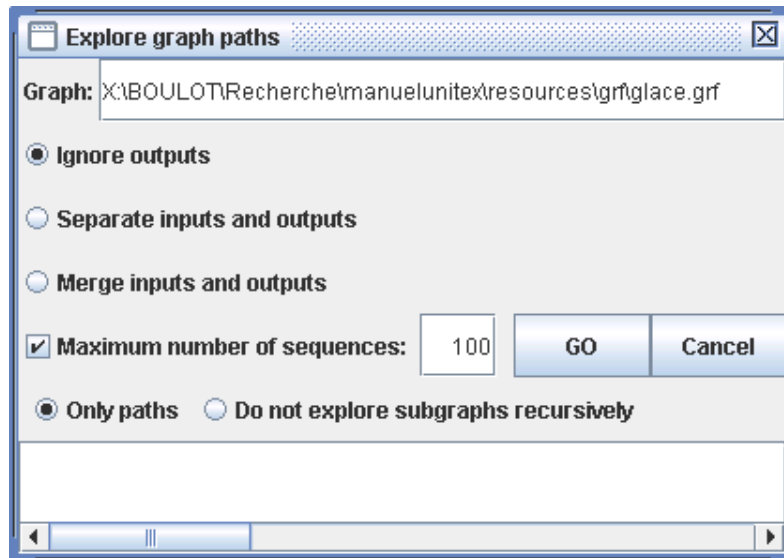 Explore graph paths
Graph: X:\BOULOT\Recherche\manuelunitex\resources\grf\glace.grf
Ignore outputs
Separate inputs and outputs
Merge inputs and outputs
Maximum number of sequences: 100 GO Cancel
Only paths Do not explore subgraphs recursively